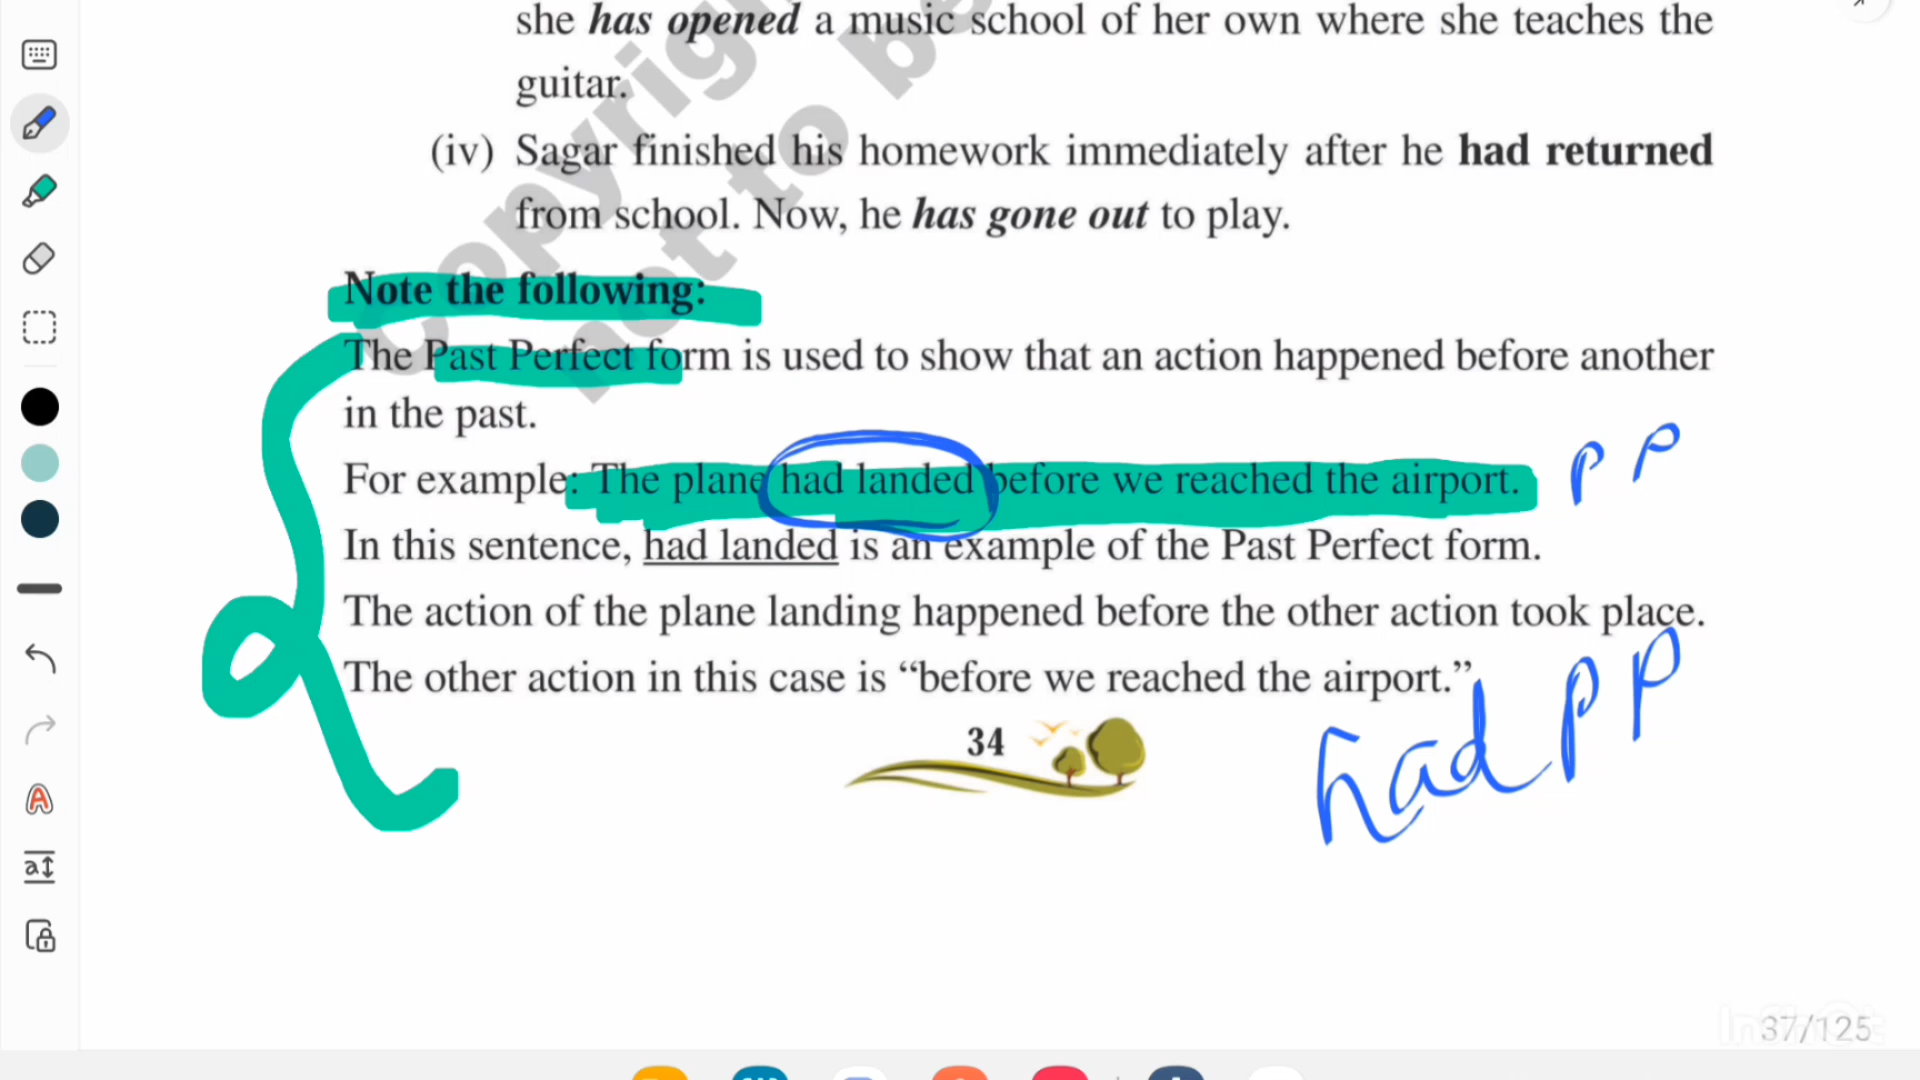 she has opened a music school of her own where she teaches the
guitar.
(iv) Sagar finished his homework immediately after he had returned
from school. Now, he has gone out to play.
Note the following:
The Past Perfect form is used to show that an action happened before another
in the past.
For example: The plane had landed before we reached the airport. P P
In this sentence, had landed is an example of the Past Perfect form.
The action of the plane landing happened before the other action took place.
The other action in this case is “before we reached the airport.”
had P P
34
37/125